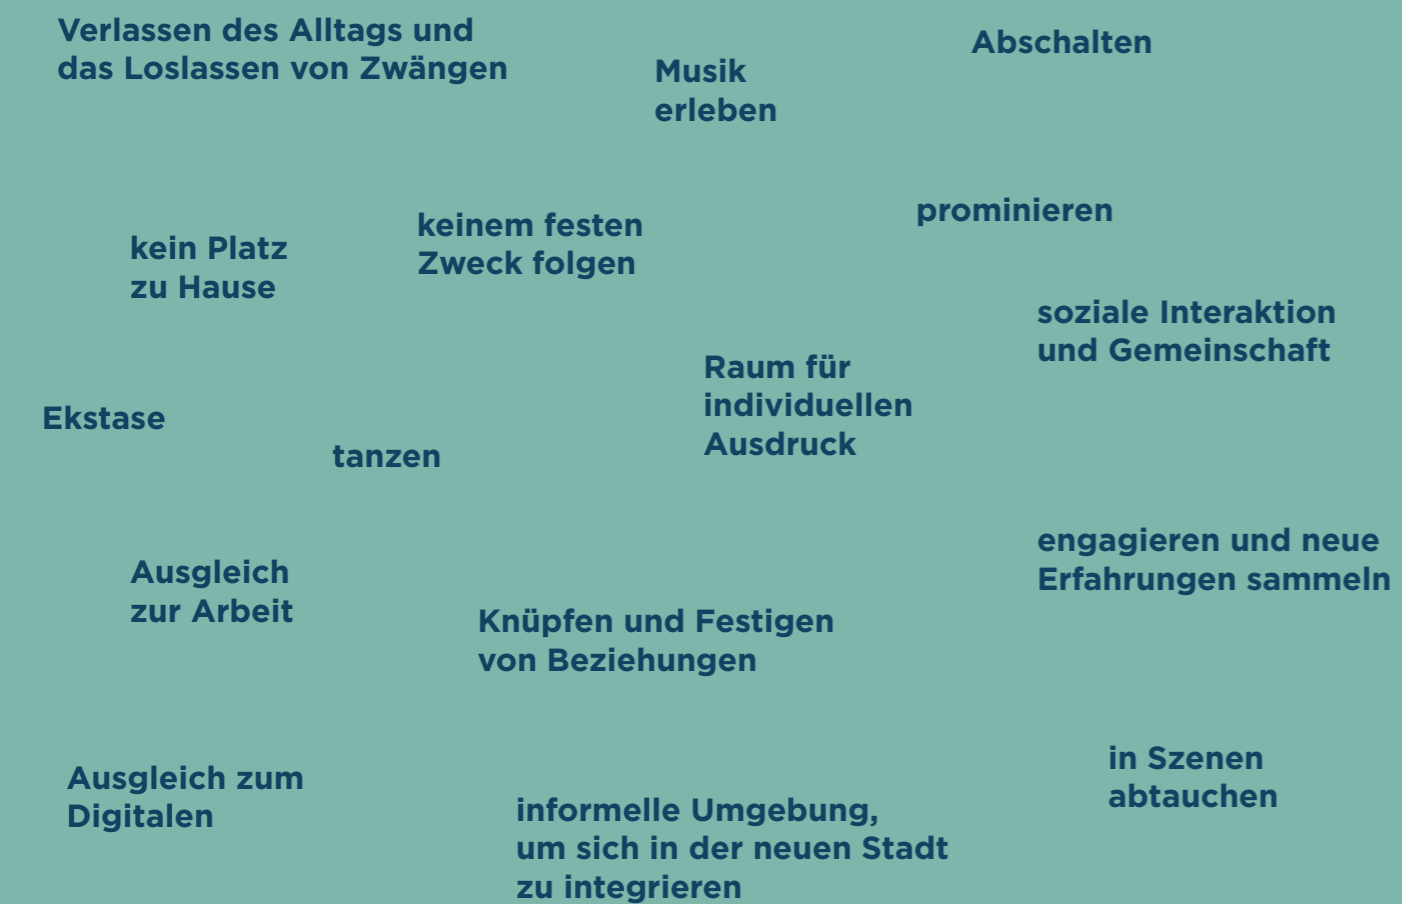 Verlassen des Alltags und
das Loslassen von Zwängen
Musik
erleben
Abschalten
kein Platz
zu Hause
keinem festen
Zweck folgen
prominieren
soziale Interaktion
und Gemeinschaft
Raum für
individuellen
Ausdruck
Ekstase
tanzen
engagieren und neue
Erfahrungen sammeln
Ausgleich
zur Arbeit
Knüpfen und Festigen
von Beziehungen
in Szenen
abtauchen
Ausgleich zum
Digitalen
informelle Umgebung,
um sich in der neuen Stadt
zu integrieren